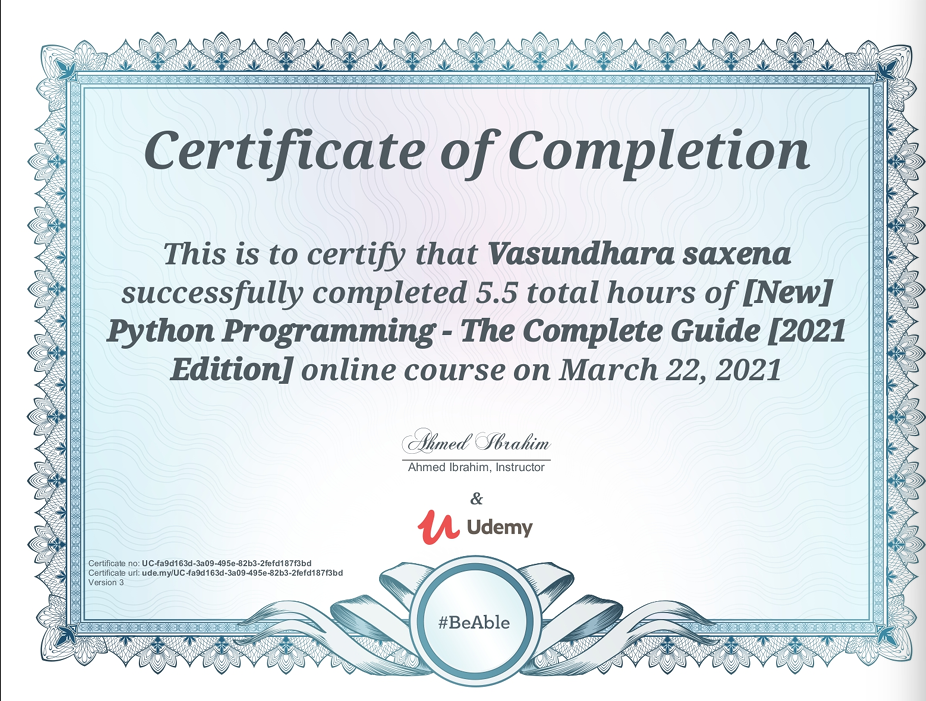 Certificate of Completion
This is to certify that Vasundhara saxena
successfully completed 5.5 total hours of [New]
Python Programming - The Complete Guide [2021
Edition] online course on March 22, 2021
Ahmed Ibrahim
Ahmed Ibrahim, Instructor
&
Udemy
Certificate no: UC-fa9d163d-3a09-495e-82b3-2fefd187f3bd
Certificate url: ude.my/UC-fa9d163d-3a09-495e-82b3-2fefd187f3bd
Version 3
#BeAble